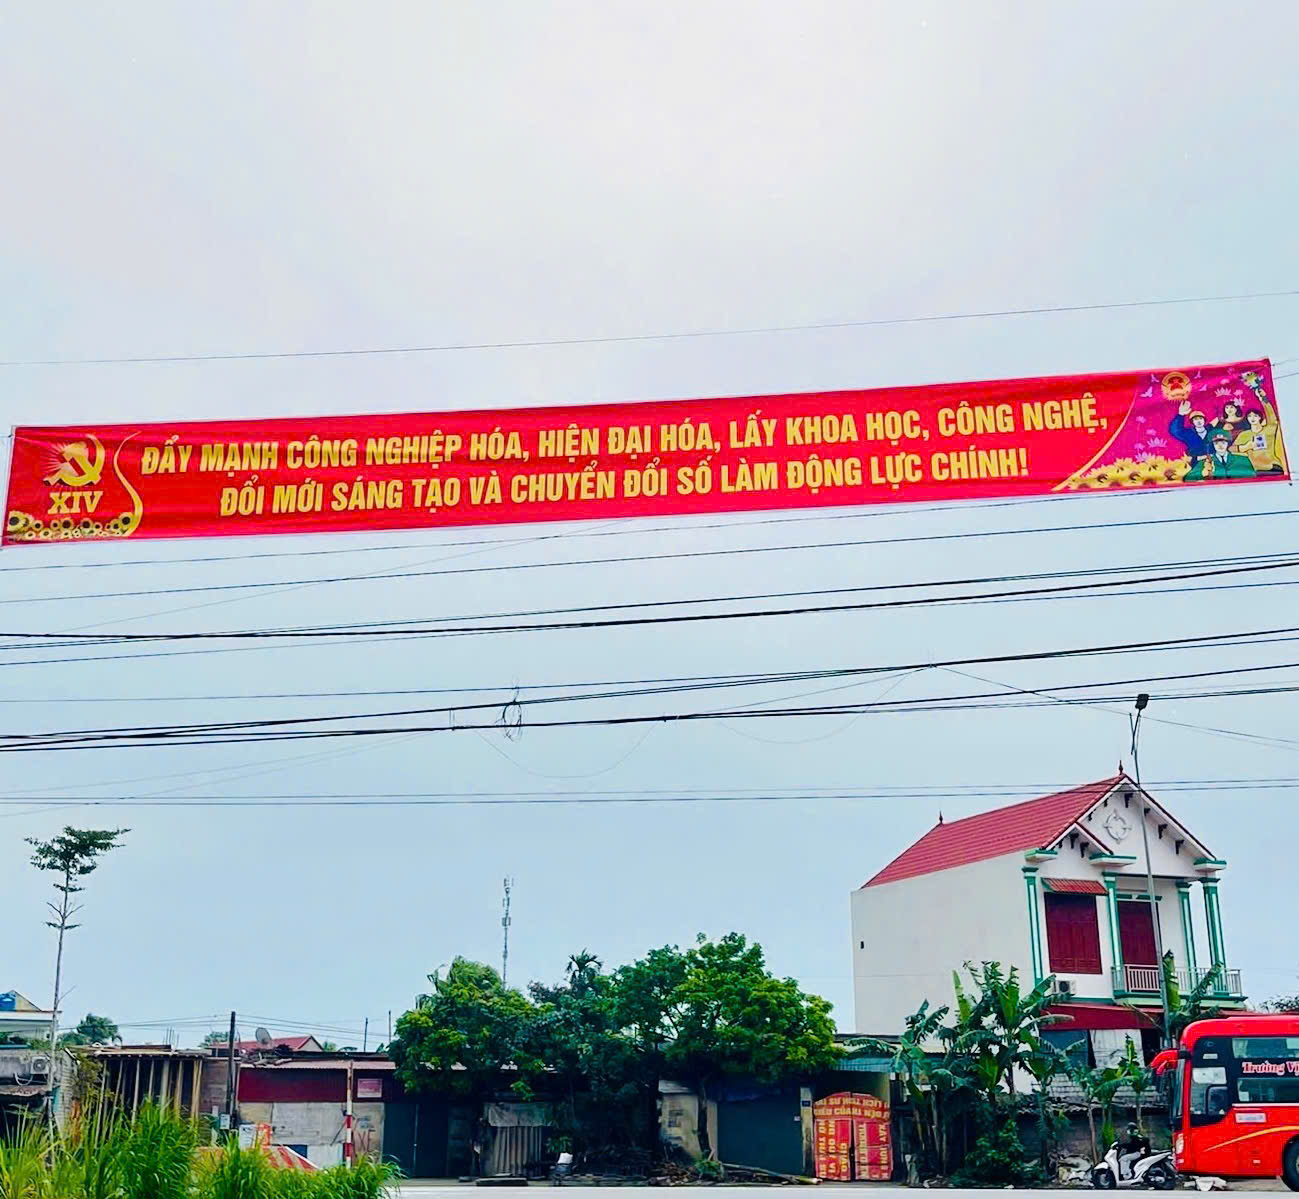 XIV
ĐẨY MẠNH CÔNG NGHIỆP HÓA, HIỆN ĐẠI HÓA, LẤY KHOA HỌC, CÔNG NGHỆ,
ĐỔI MỚI SÁNG TẠO VÀ CHUYỂN ĐỔI SỐ LÀM ĐỘNG LỰC CHÍNH!
Trường